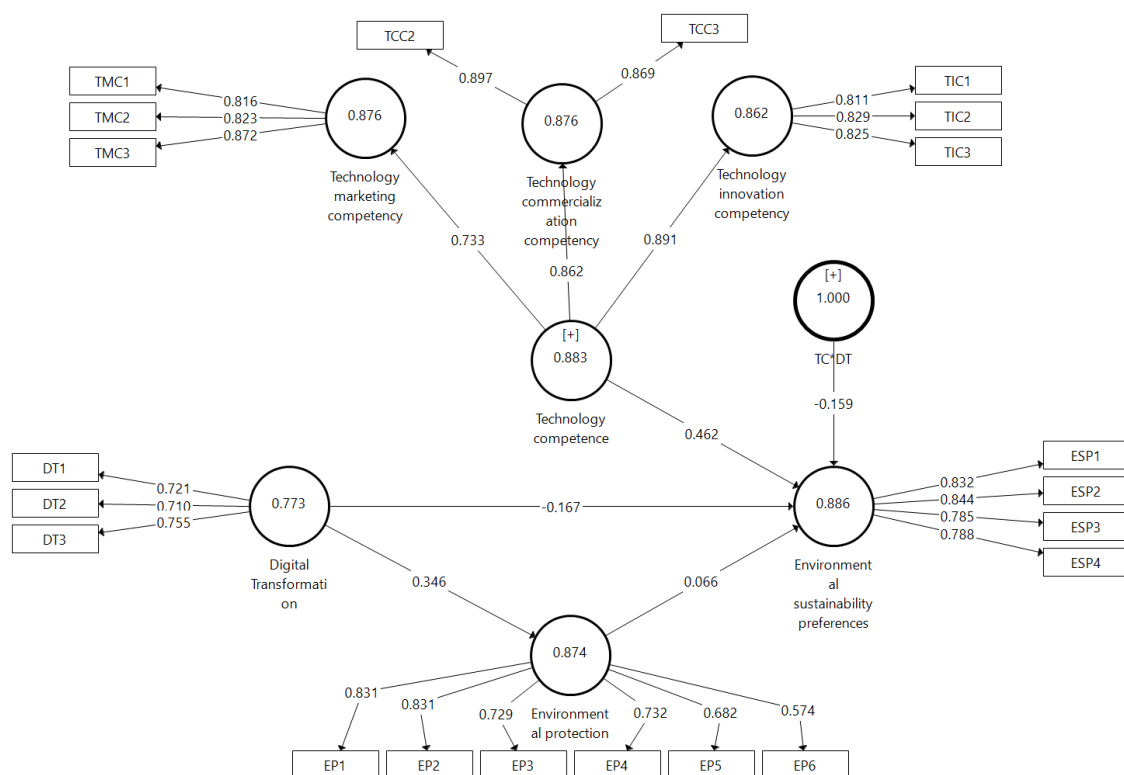 TCC2
TCC3
0.897
0.869
TMC1
TMC2
TMC3
0.816
0.823
0.872
0.876
Technology
marketing
competency
0.876
Technology
commercializ
ation
competency
0.862
Technology
innovation
competency
0.811
0.829
0.825
TIC1
TIC2
TIC3
0.733
0.862
0.891
[+]
1.000
TC*DT
[+]
0.883
Technology
competence
-0.159
0.462
DT1
DT2
DT3
0.721
0.710
0.755
0.773
Digital
Transformati
on
-0.167
0.886
Environment
al
sustainability
preferences
0.832
0.844
0.785
0.788
ESP1
ESP2
ESP3
ESP4
0.346
0.066
0.874
Environment
al protection
0.831
0.831
0.729
0.732
0.682
0.574
EP1
EP2
EP3
EP4
EP5
EP6